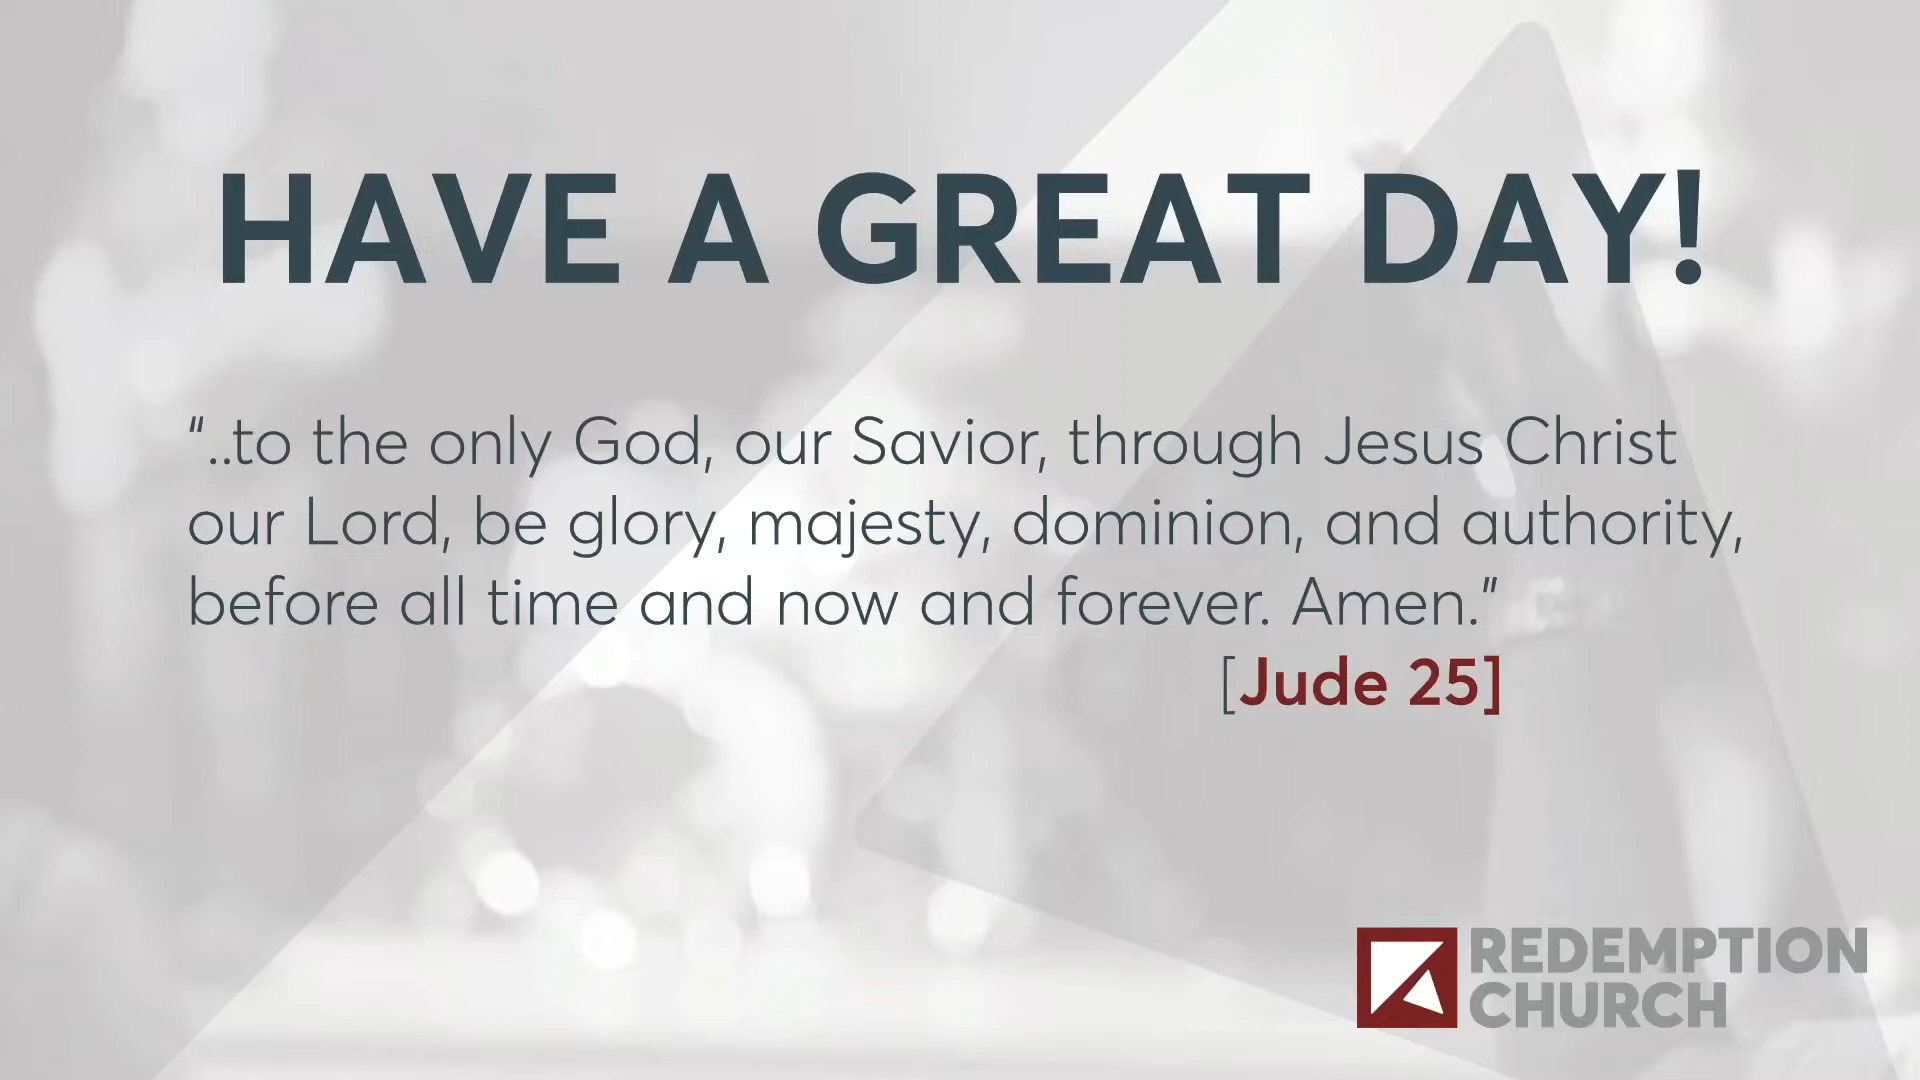 HAVE A GREAT DAY!
"..to the only God, our Savior, through Jesus Christ
our Lord, be glory, majesty, dominion, and authority,
before all time and now and forever. Amen."
[Jude 25]
REDEMPTION
CHURCH